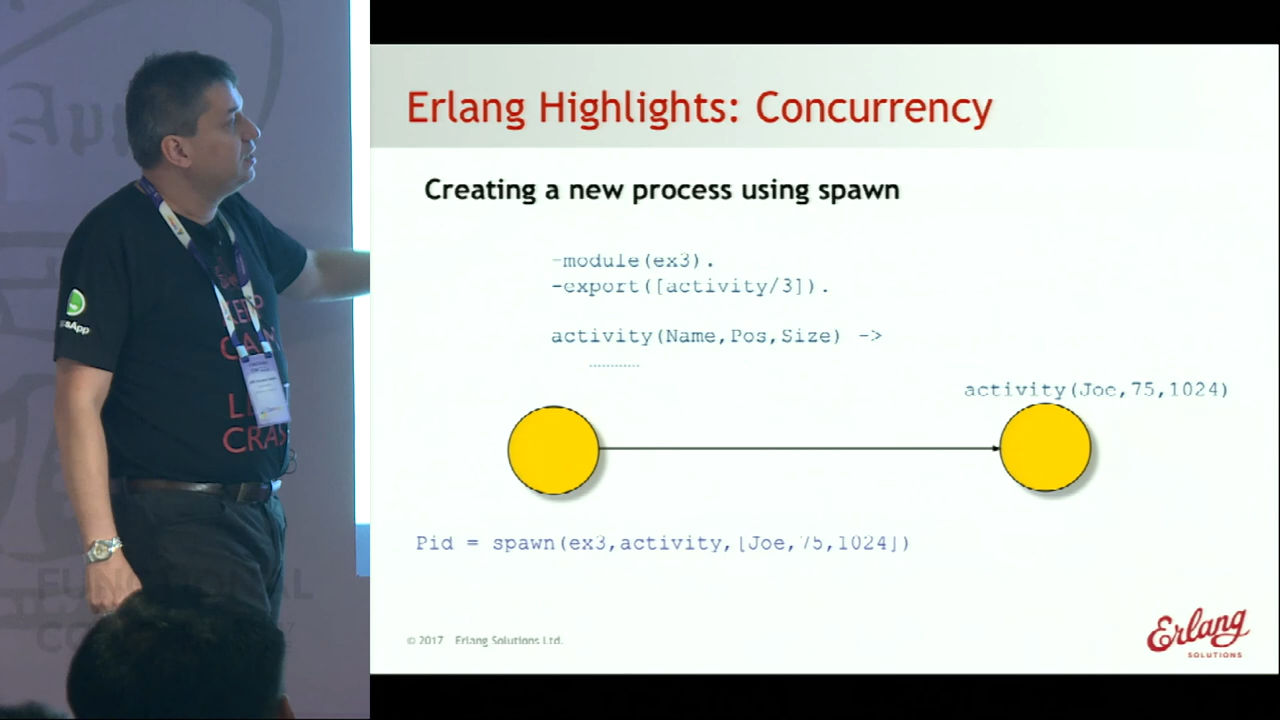 Erlang Highlights: Concurrency
Creating a new process using spawn
-module(ex3).
-export([activity/3]).
activity(Name,Pos,Size) ->
...........
activity(Joe,75,1024)
Pid = spawn(ex3,activity,[Joe,75,1024])
© 2017 Erlang Solutions Ltd.
Erlang
SOLUTIONS
KEEP
CALM
CRASH